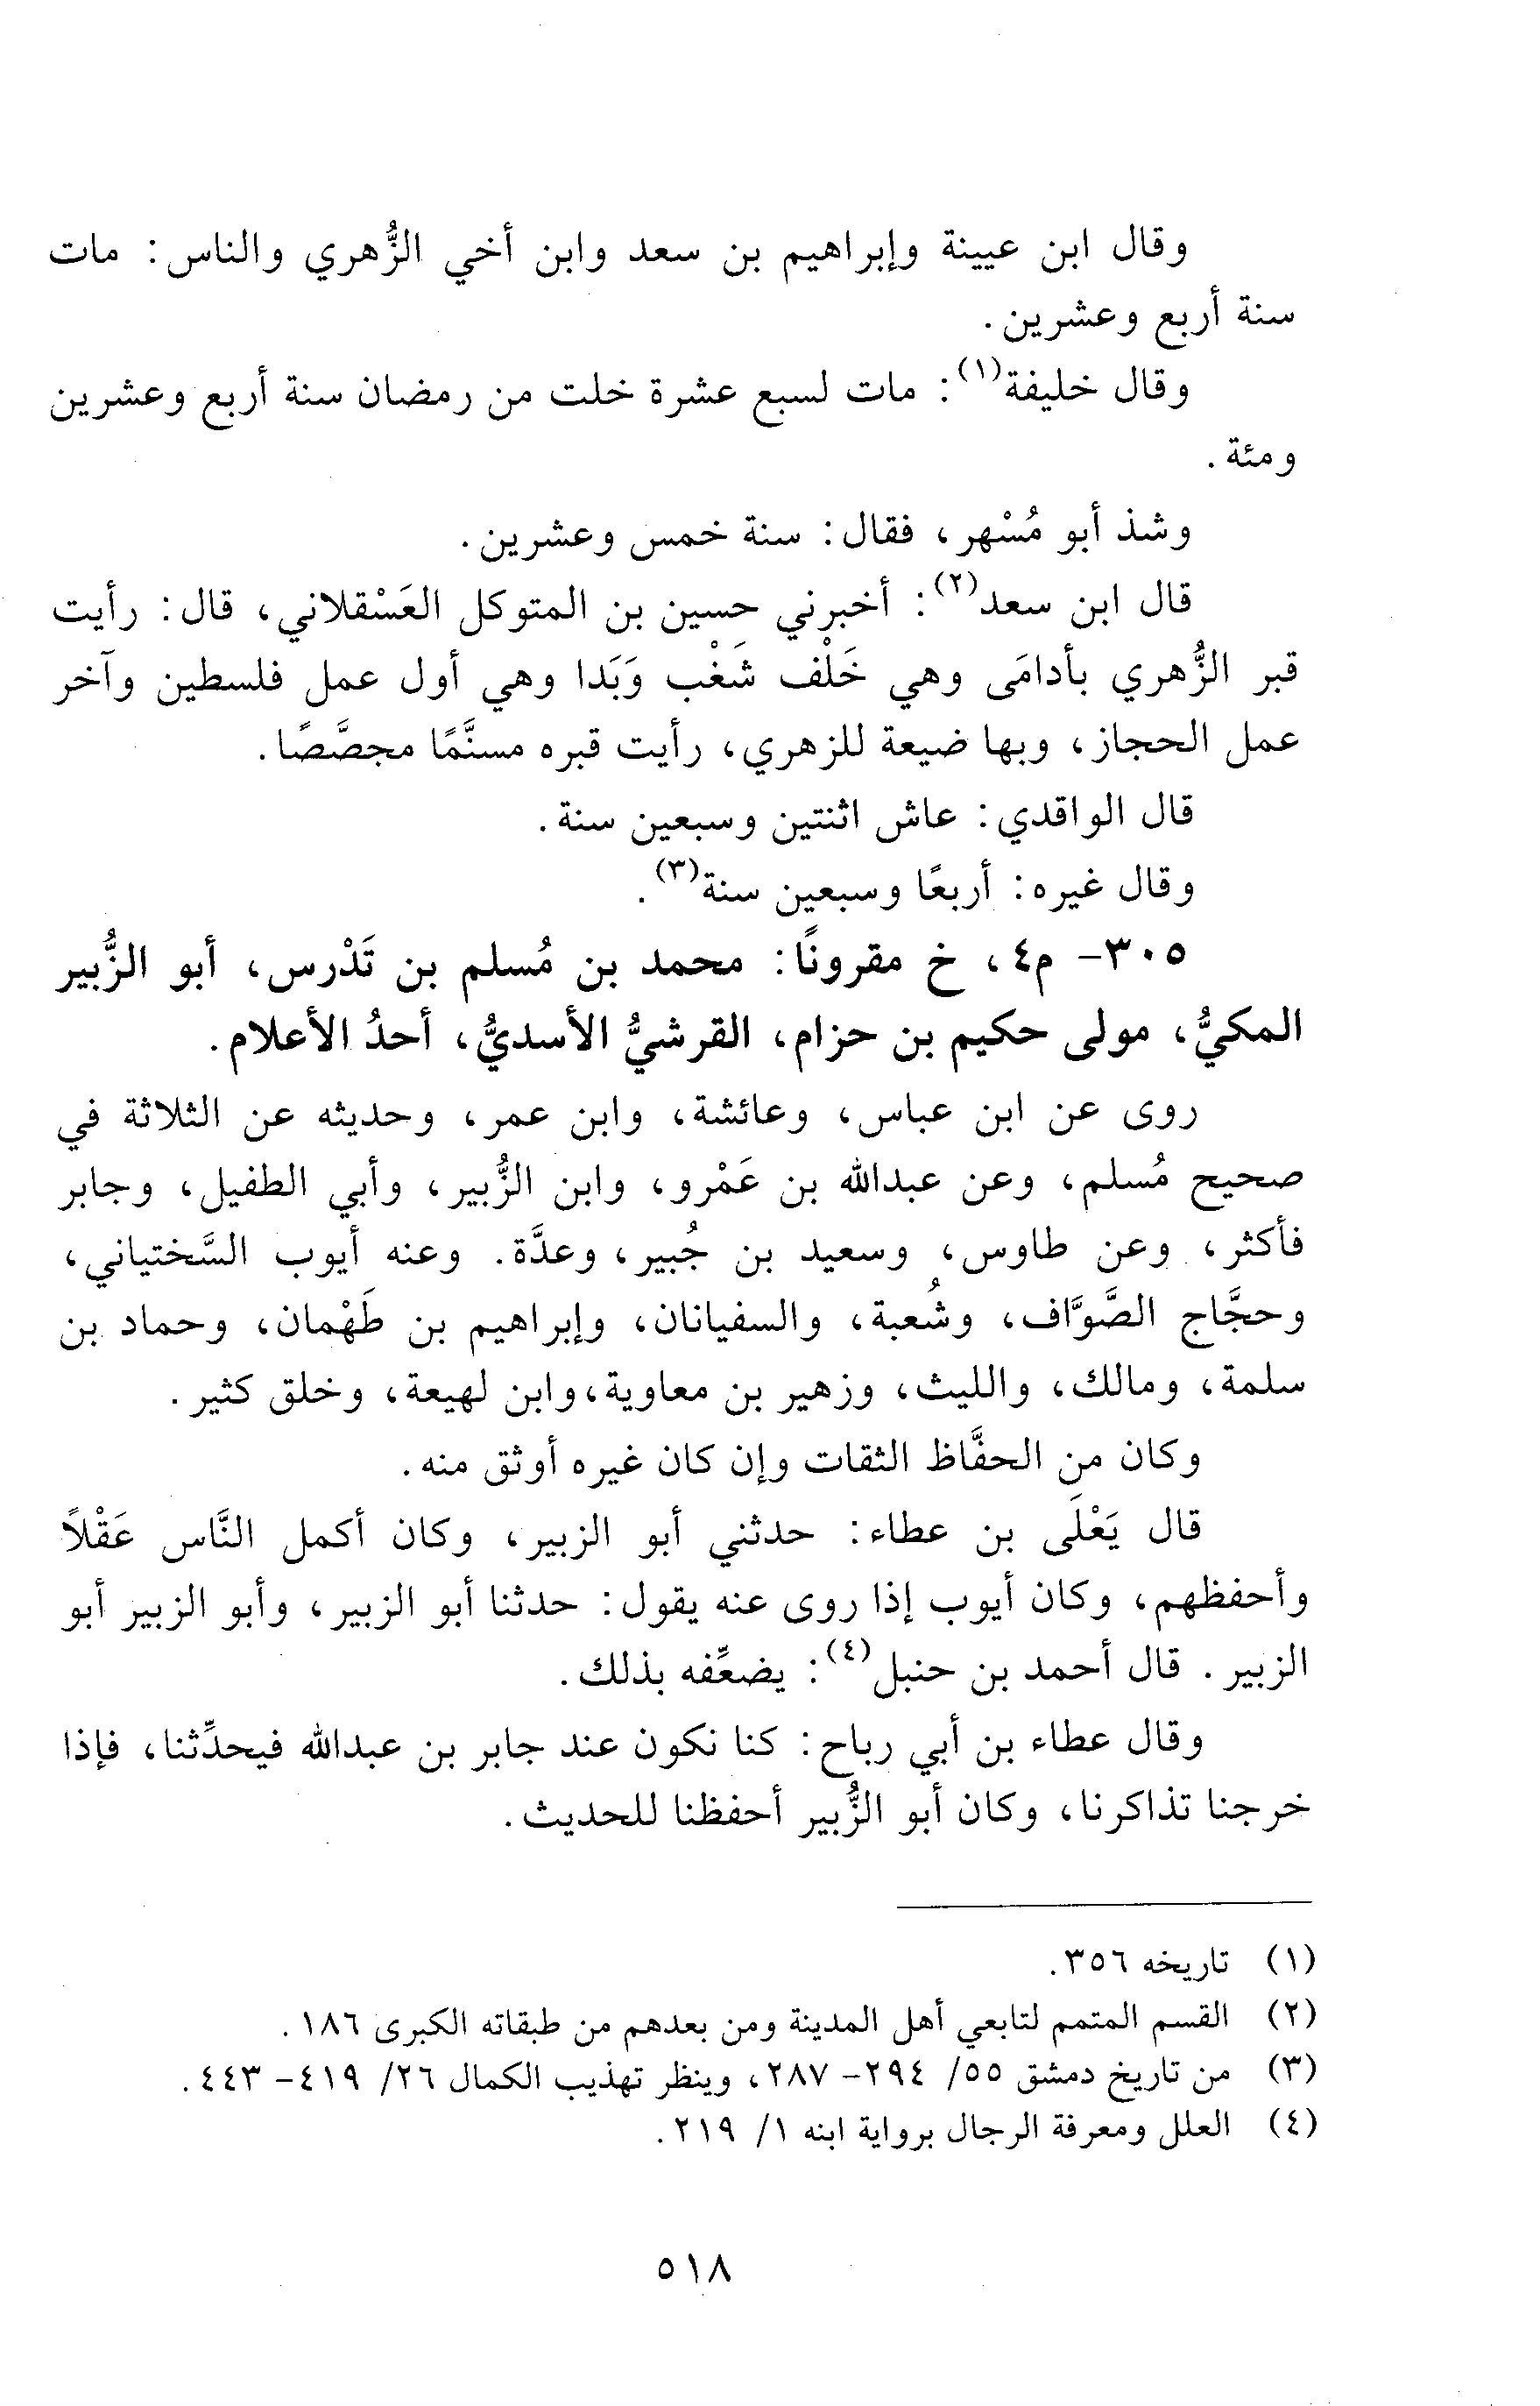 وقال ابن عيينة وإبراهيم بن سعد وابن أخي الزُّهري والناس: مات
سنة أربع وعشرين.
وقال خليفة(١): مات لسبع عشرة خلت من رمضان سنة أربع وعشرين
ومئة.
وشذ أبو مُسْهر، فقال: سنة خمس وعشرين.
قال ابن سعد(٢): أخبرني حسين بن المتوكل العَسْقلاني، قال: رأيت
قبر الزُّهري بأدامَى وهي خَلْف شَغْب وَبَدا وهي أول عمل فلسطين وآخر
عمل الحجاز، وبها ضيعة للزهري، رأيت قبره مسنَّمًا مجصَّصًا.
قال الواقدي: عاش اثنتين وسبعين سنة.
وقال غيره: أربعًا وسبعين سنة(٣).
٣٠٥- م٤، خ مقرونًا: محمد بن مُسلم بن تَدْرس، أبو الزُّبير
المكيُّ، مولى حكيم بن حزام، القرشيُّ الأسديُّ، أحدُ الأعلام.
روى عن ابن عباس، وعائشة، وابن عمر، وحديثه عن الثلاثة في
صحيح مُسلم، وعن عبدالله بن عَمْرو، وابن الزُّبير، وأبي الطفيل، وجابر
فأكثر، وعن طاوس، وسعيد بن جُبير، وعدَّة. وعنه أيوب السَّختياني،
وحجَّاج الصَّوَّاف، وشُعبة، والسفيانان، وإبراهيم بن طَهْمان، وحماد بن
سلمة، ومالك، والليث، وزهير بن معاوية، وابن لهيعة، وخلق كثير.
وكان من الحفَّاظ الثقات وإن كان غيره أوثق منه.
قال يَعْلَى بن عطاء: حدثني أبو الزبير، وكان أكمل النَّاس عَقْلاً
وأحفظهم، وكان أيوب إذا روى عنه يقول: حدثنا أبو الزبير، وأبو الزبير أبو
الزبير. قال أحمد بن حنبل(٤): يضعِّفه بذلك.
وقال عطاء بن أبي رباح: كنا نكون عند جابر بن عبدالله فيحدِّثنا، فإذا
خرجنا تذاكرنا، وكان أبو الزُّبير أحفظنا للحديث.
(١) تاريخه ٣٥٦.
(٢) القسم المتمم لتابعي أهل المدينة ومن بعدهم من طبقاته الكبرى ١٨٦.
(٣) من تاريخ دمشق ٥٥/ ٢٩٤- ٢٨٧، وينظر تهذيب الكمال ٢٦/ ٤١٩- ٤٤٣.
(٤) العلل ومعرفة الرجال برواية ابنه ١/ ٢١٩.
٥١٨